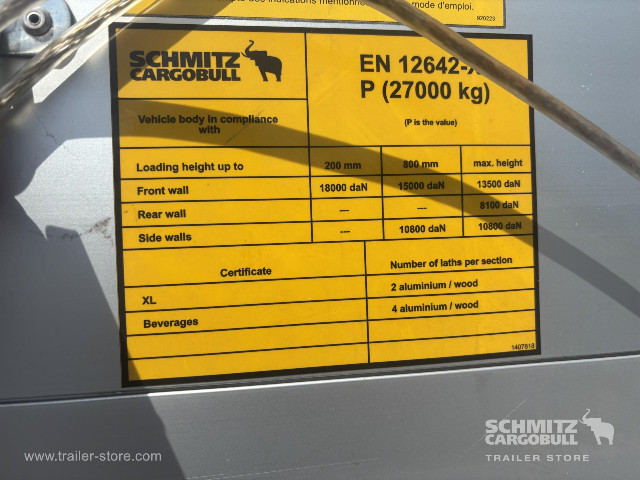 des indications mentionnées
mode d'emploi.
920223
SCHMITZ
CARGOBULL
EN 12642-X
P (27000 kg)
(P is the value)
Vehicle body in compliance
with
Loading height up to 200 mm 800 mm max. height
Front wall 18000 daN 15000 daN 13500 daN
Rear wall --- --- 8100 daN
Side walls --- 10800 daN 10800 daN
Certificate Number of laths per section
XL 2 aluminium / wood
Beverages 4 aluminium / wood
1407818
SCHMITZ
CARGOBULL
TRAILER STORE
www.trailer-store.com